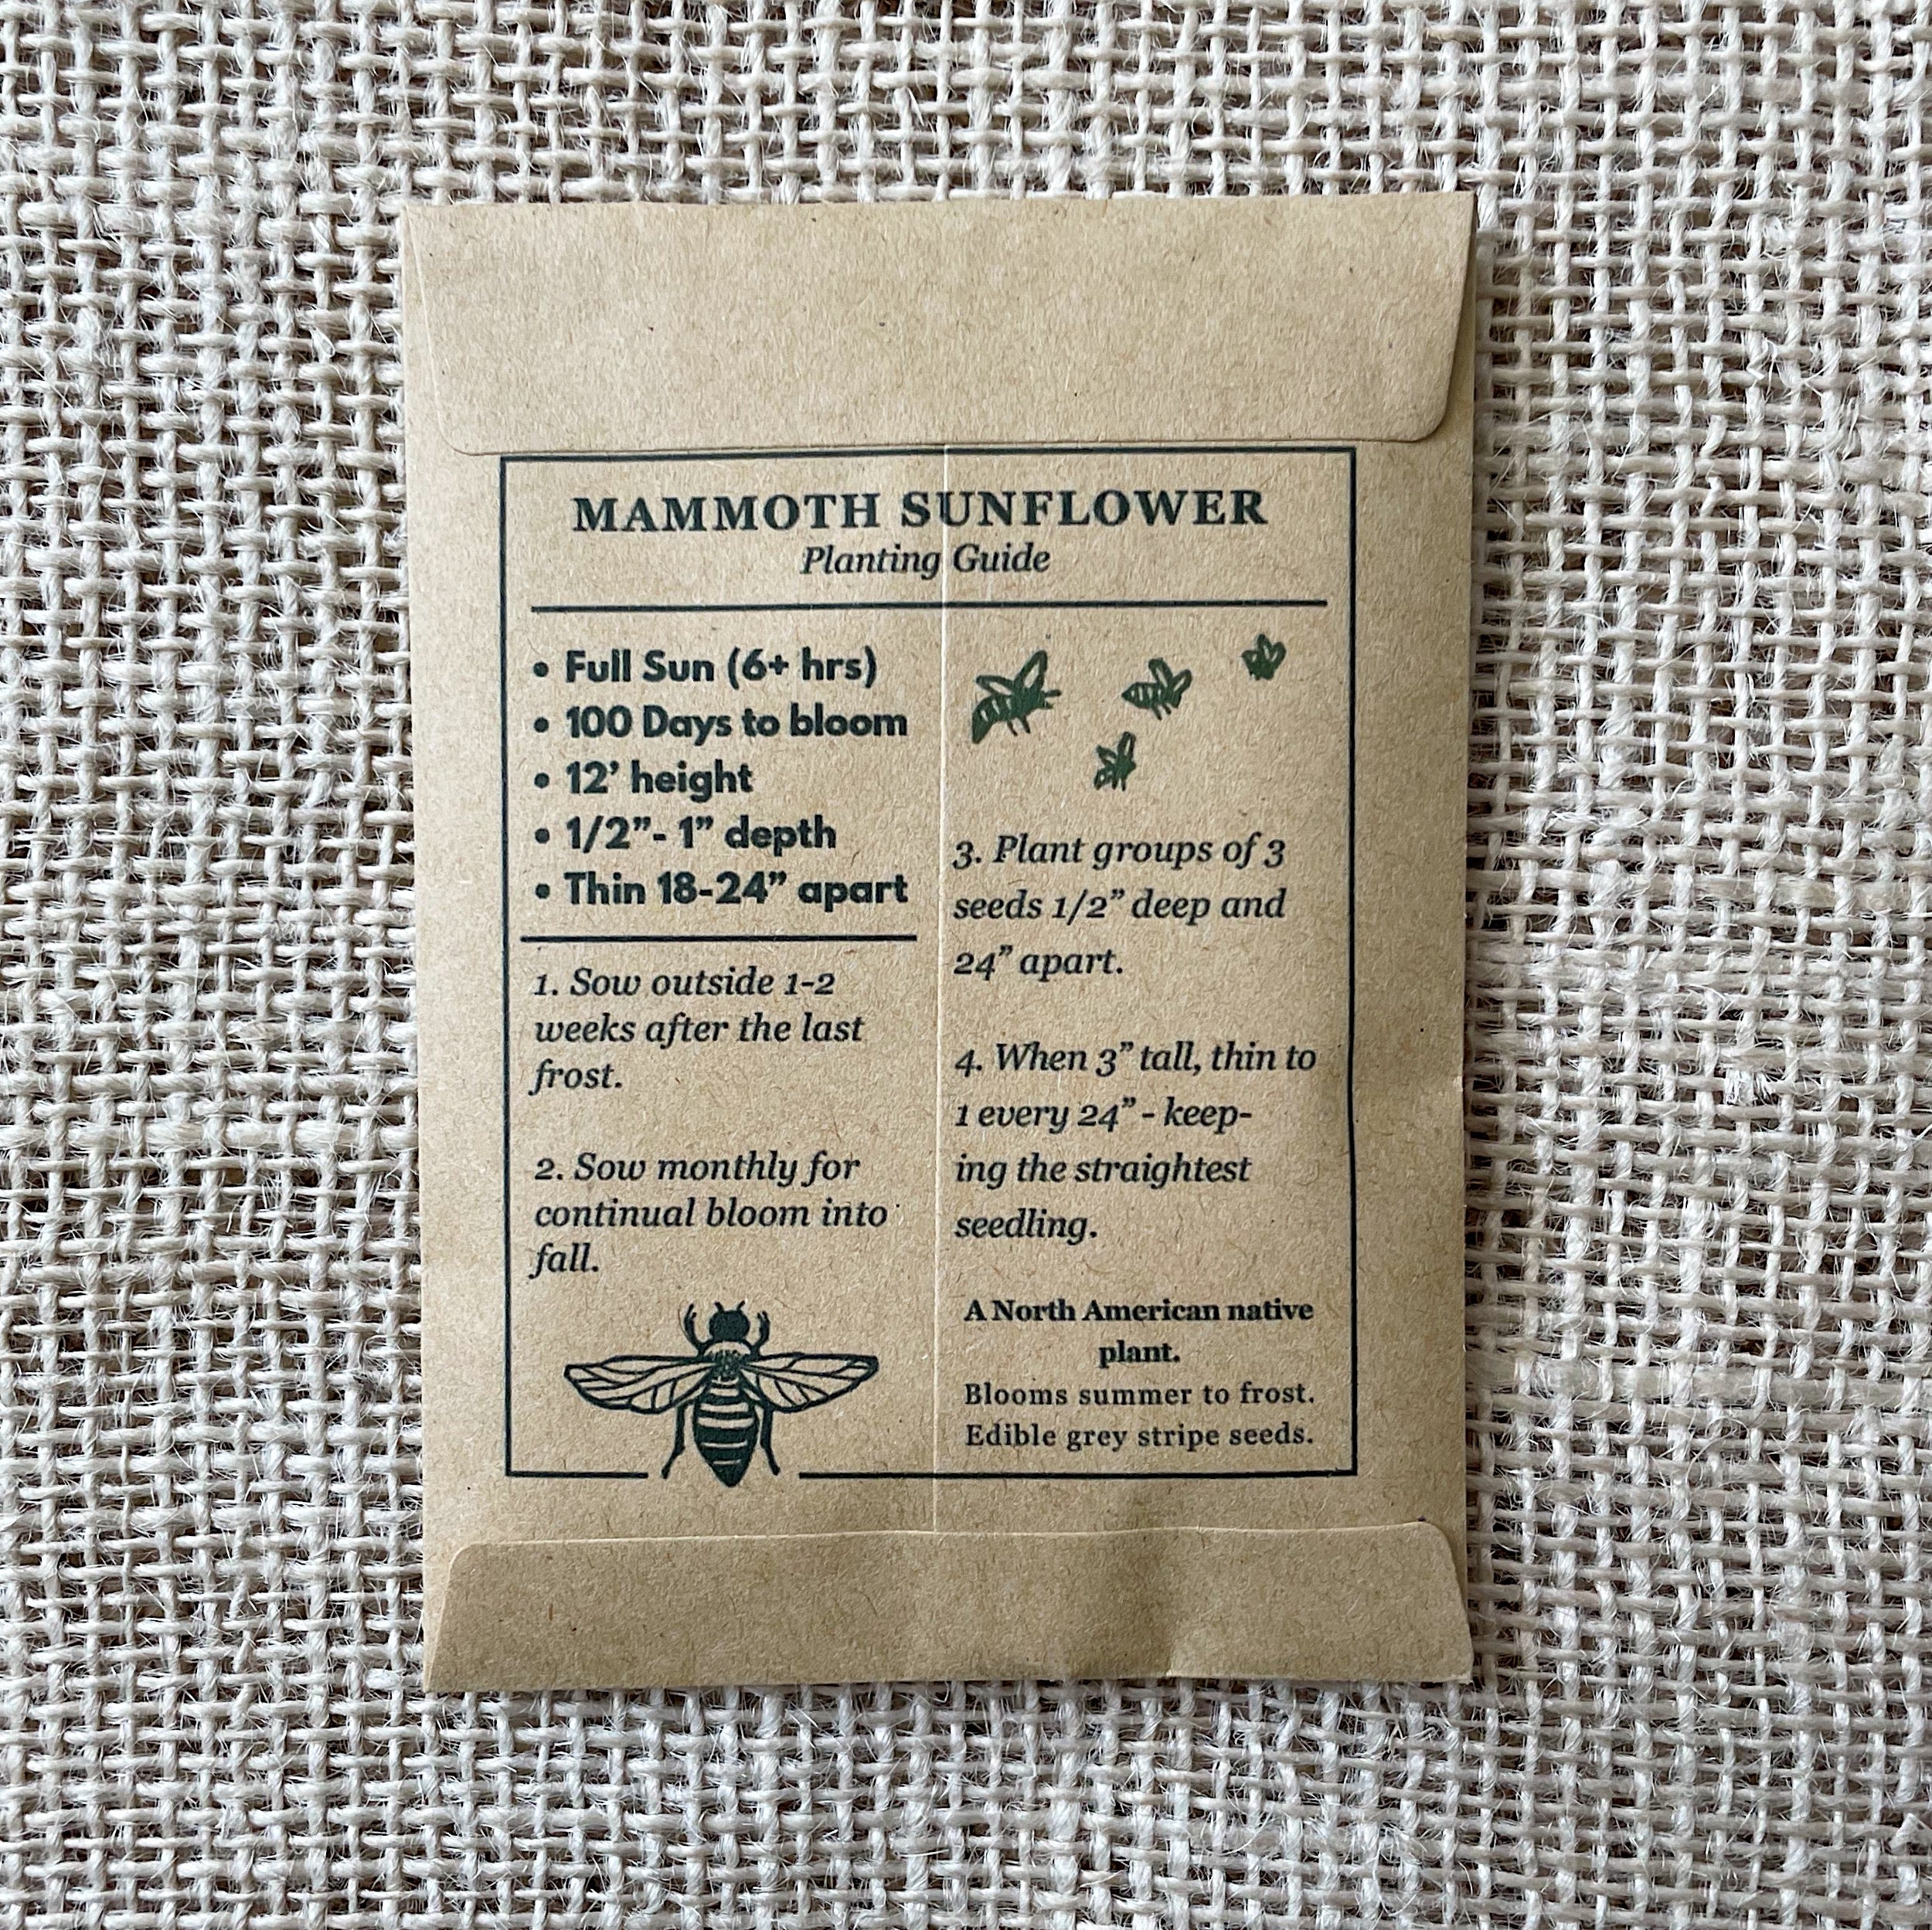 MAMMOTH SUNFLOWER
Planting Guide
• Full Sun (6+ hrs)
• 100 Days to bloom
• 12’ height
• 1/2”- 1” depth
• Thin 18-24” apart
1. Sow outside 1-2
weeks after the last
frost.
2. Sow monthly for
continual bloom into
fall.
3. Plant groups of 3
seeds 1/2” deep and
24” apart.
4. When 3” tall, thin to
1 every 24” - keep-
ing the straightest
seedling.
A North American native
plant.
Blooms summer to frost.
Edible grey stripe seeds.